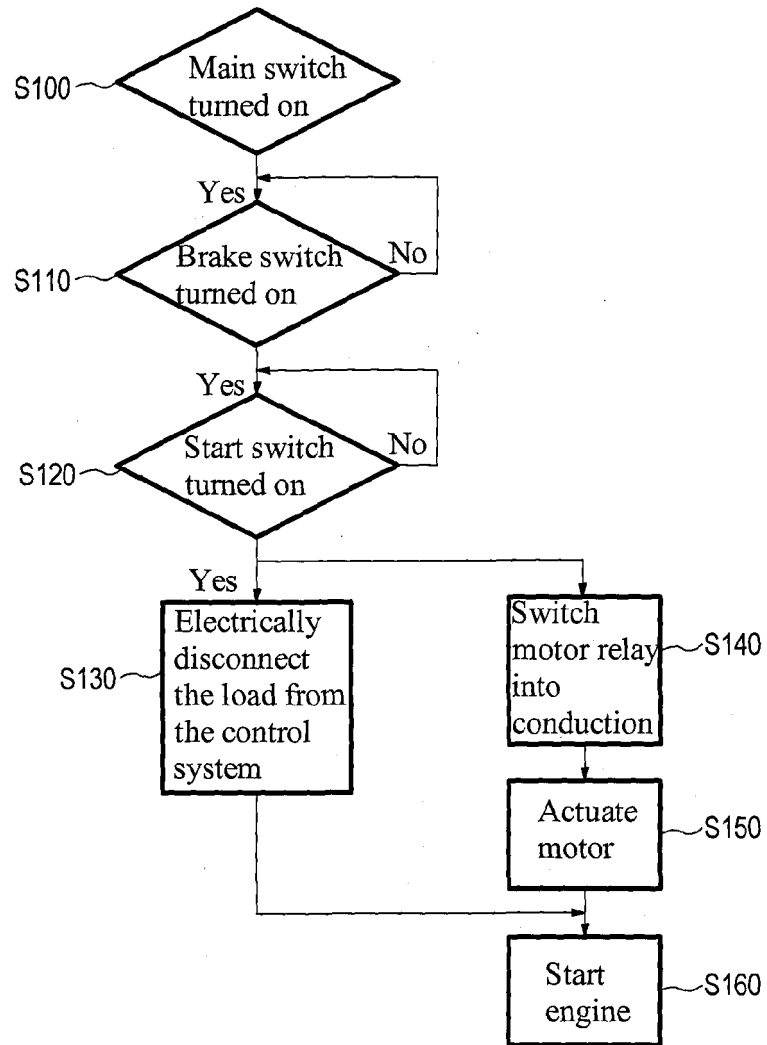 S100
Main switch
turned on
Yes
S110
Brake switch
turned on
No
Yes
S120
Start switch
turned on
No
Yes
S130
Electrically
disconnect
the load from
the control
system
Switch
motor relay
into
conduction
S140
Actuate
motor
S150
Start
engine
S160